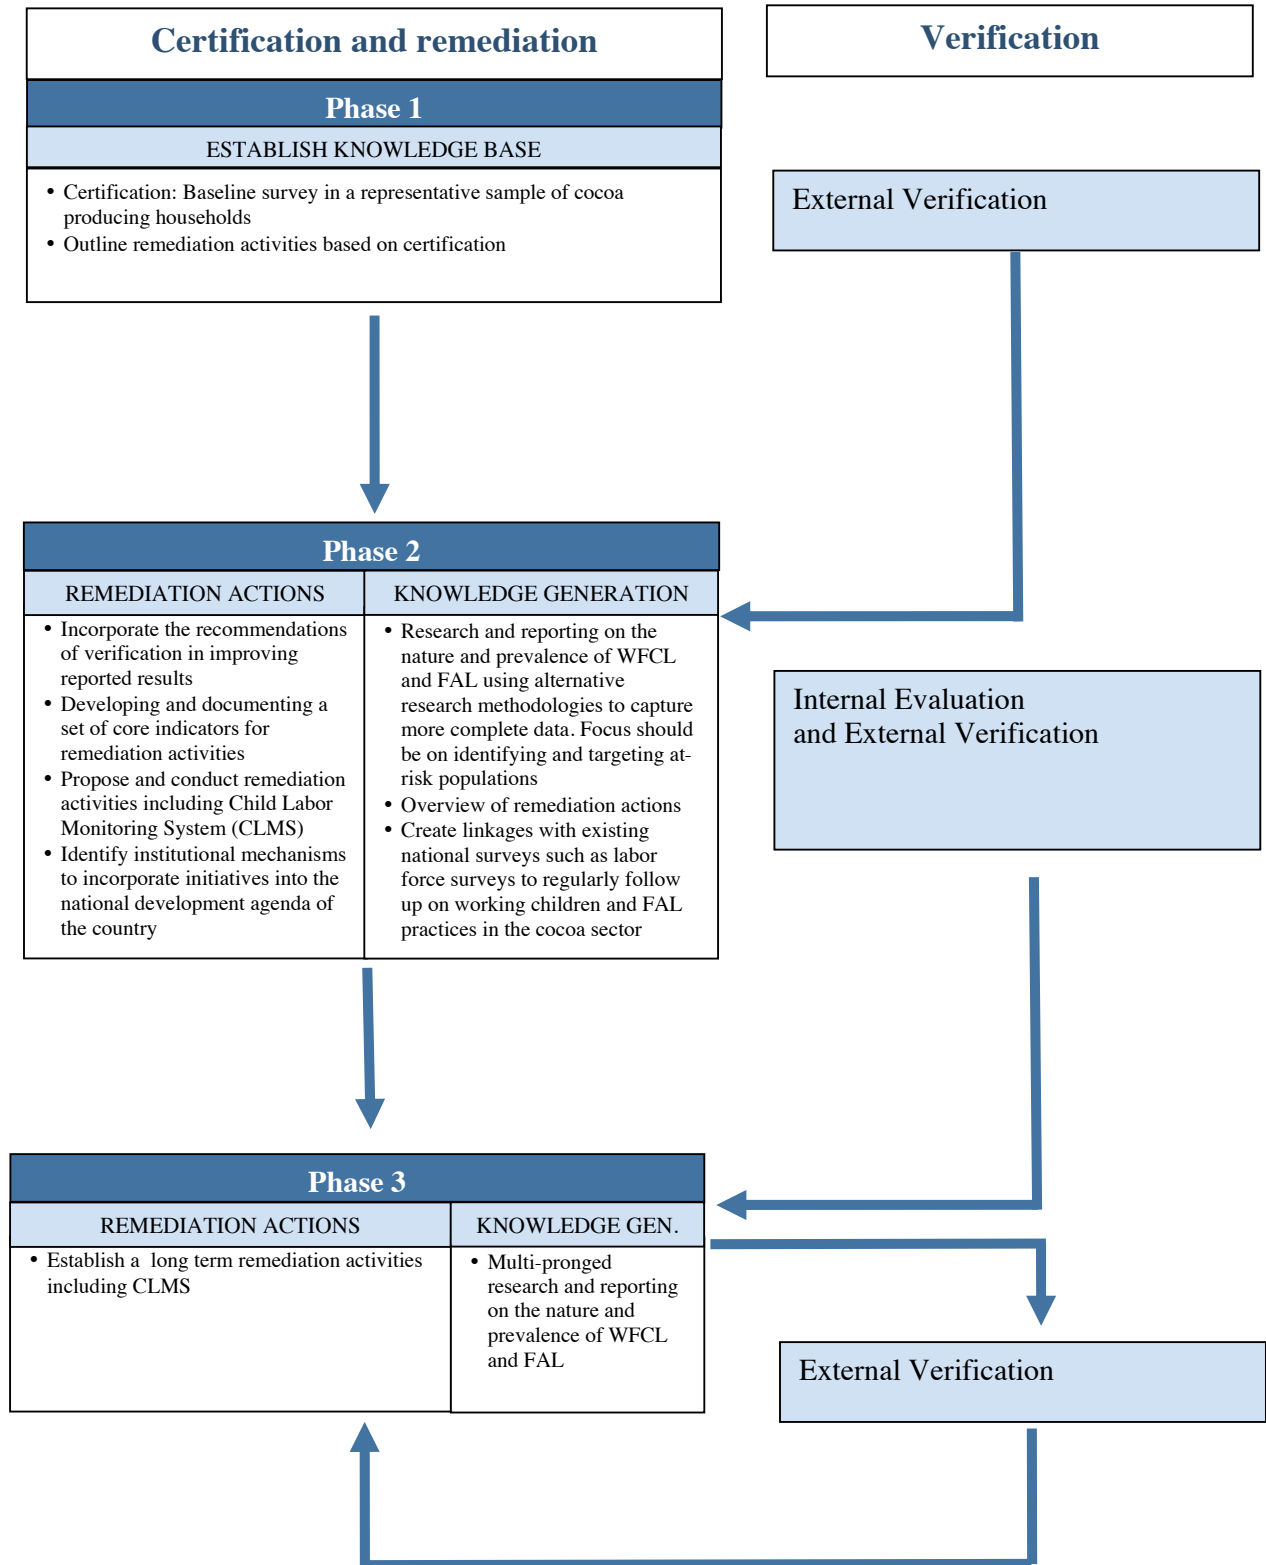 Certification and remediation
Verification
Phase 1
ESTABLISH KNOWLEDGE BASE
• Certification: Baseline survey in a representative sample of cocoa
producing households
• Outline remediation activities based on certification
External Verification
Phase 2
REMEDIATION ACTIONS
• Incorporate the recommendations
of verification in improving
reported results
• Developing and documenting a
set of core indicators for
remediation activities
• Propose and conduct remediation
activities including Child Labor
Monitoring System (CLMS)
• Identify institutional mechanisms
to incorporate initiatives into the
national development agenda of
the country
KNOWLEDGE GENERATION
• Research and reporting on the
nature and prevalence of WFCL
and FAL using alternative
research methodologies to capture
more complete data. Focus should
be on identifying and targeting at-
risk populations
• Overview of remediation actions
• Create linkages with existing
national surveys such as labor
force surveys to regularly follow
up on working children and FAL
practices in the cocoa sector
Internal Evaluation
and External Verification
Phase 3
REMEDIATION ACTIONS
• Establish a  long term remediation activities
including CLMS
KNOWLEDGE GEN.
• Multi-pronged
research and reporting
on the nature and
prevalence of WFCL
and FAL
External Verification